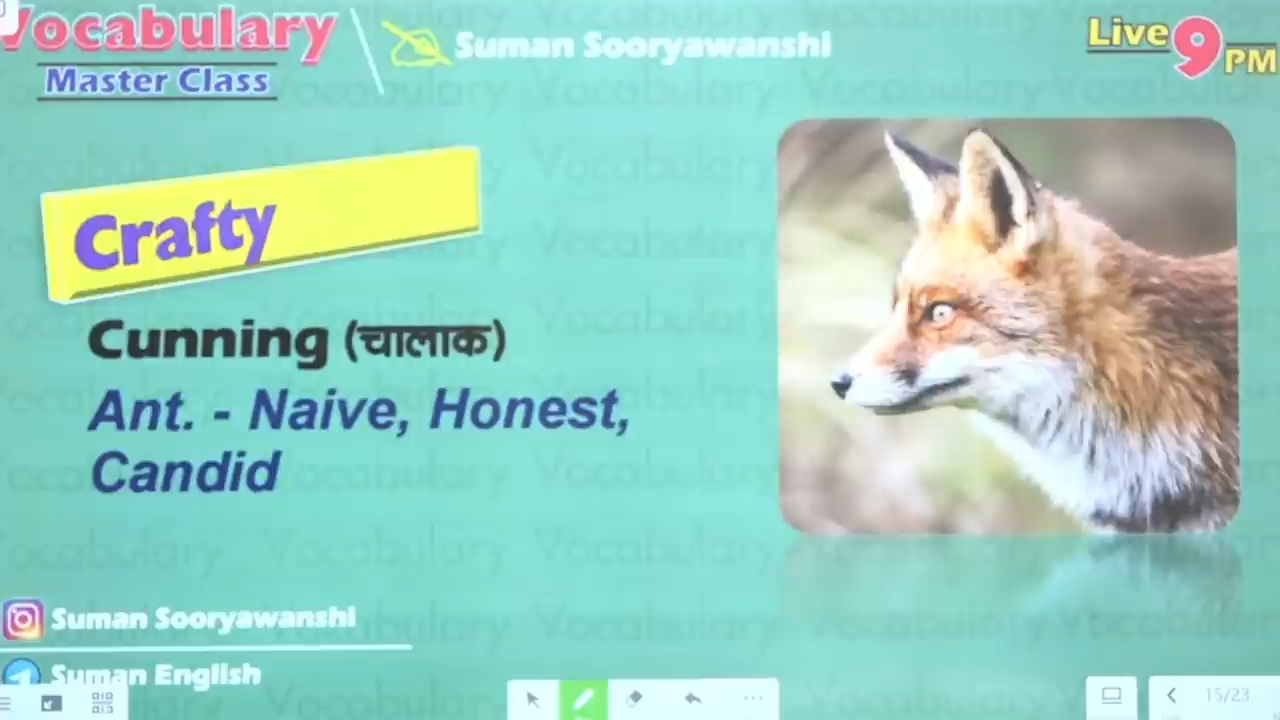 Vocabulary
Master Class
Suman Sooryawanshi
Live 9 PM
Crafty
Cunning (चालाक)
Ant. - Naive, Honest,
Candid
Suman Sooryawanshi
Suman English
15/23